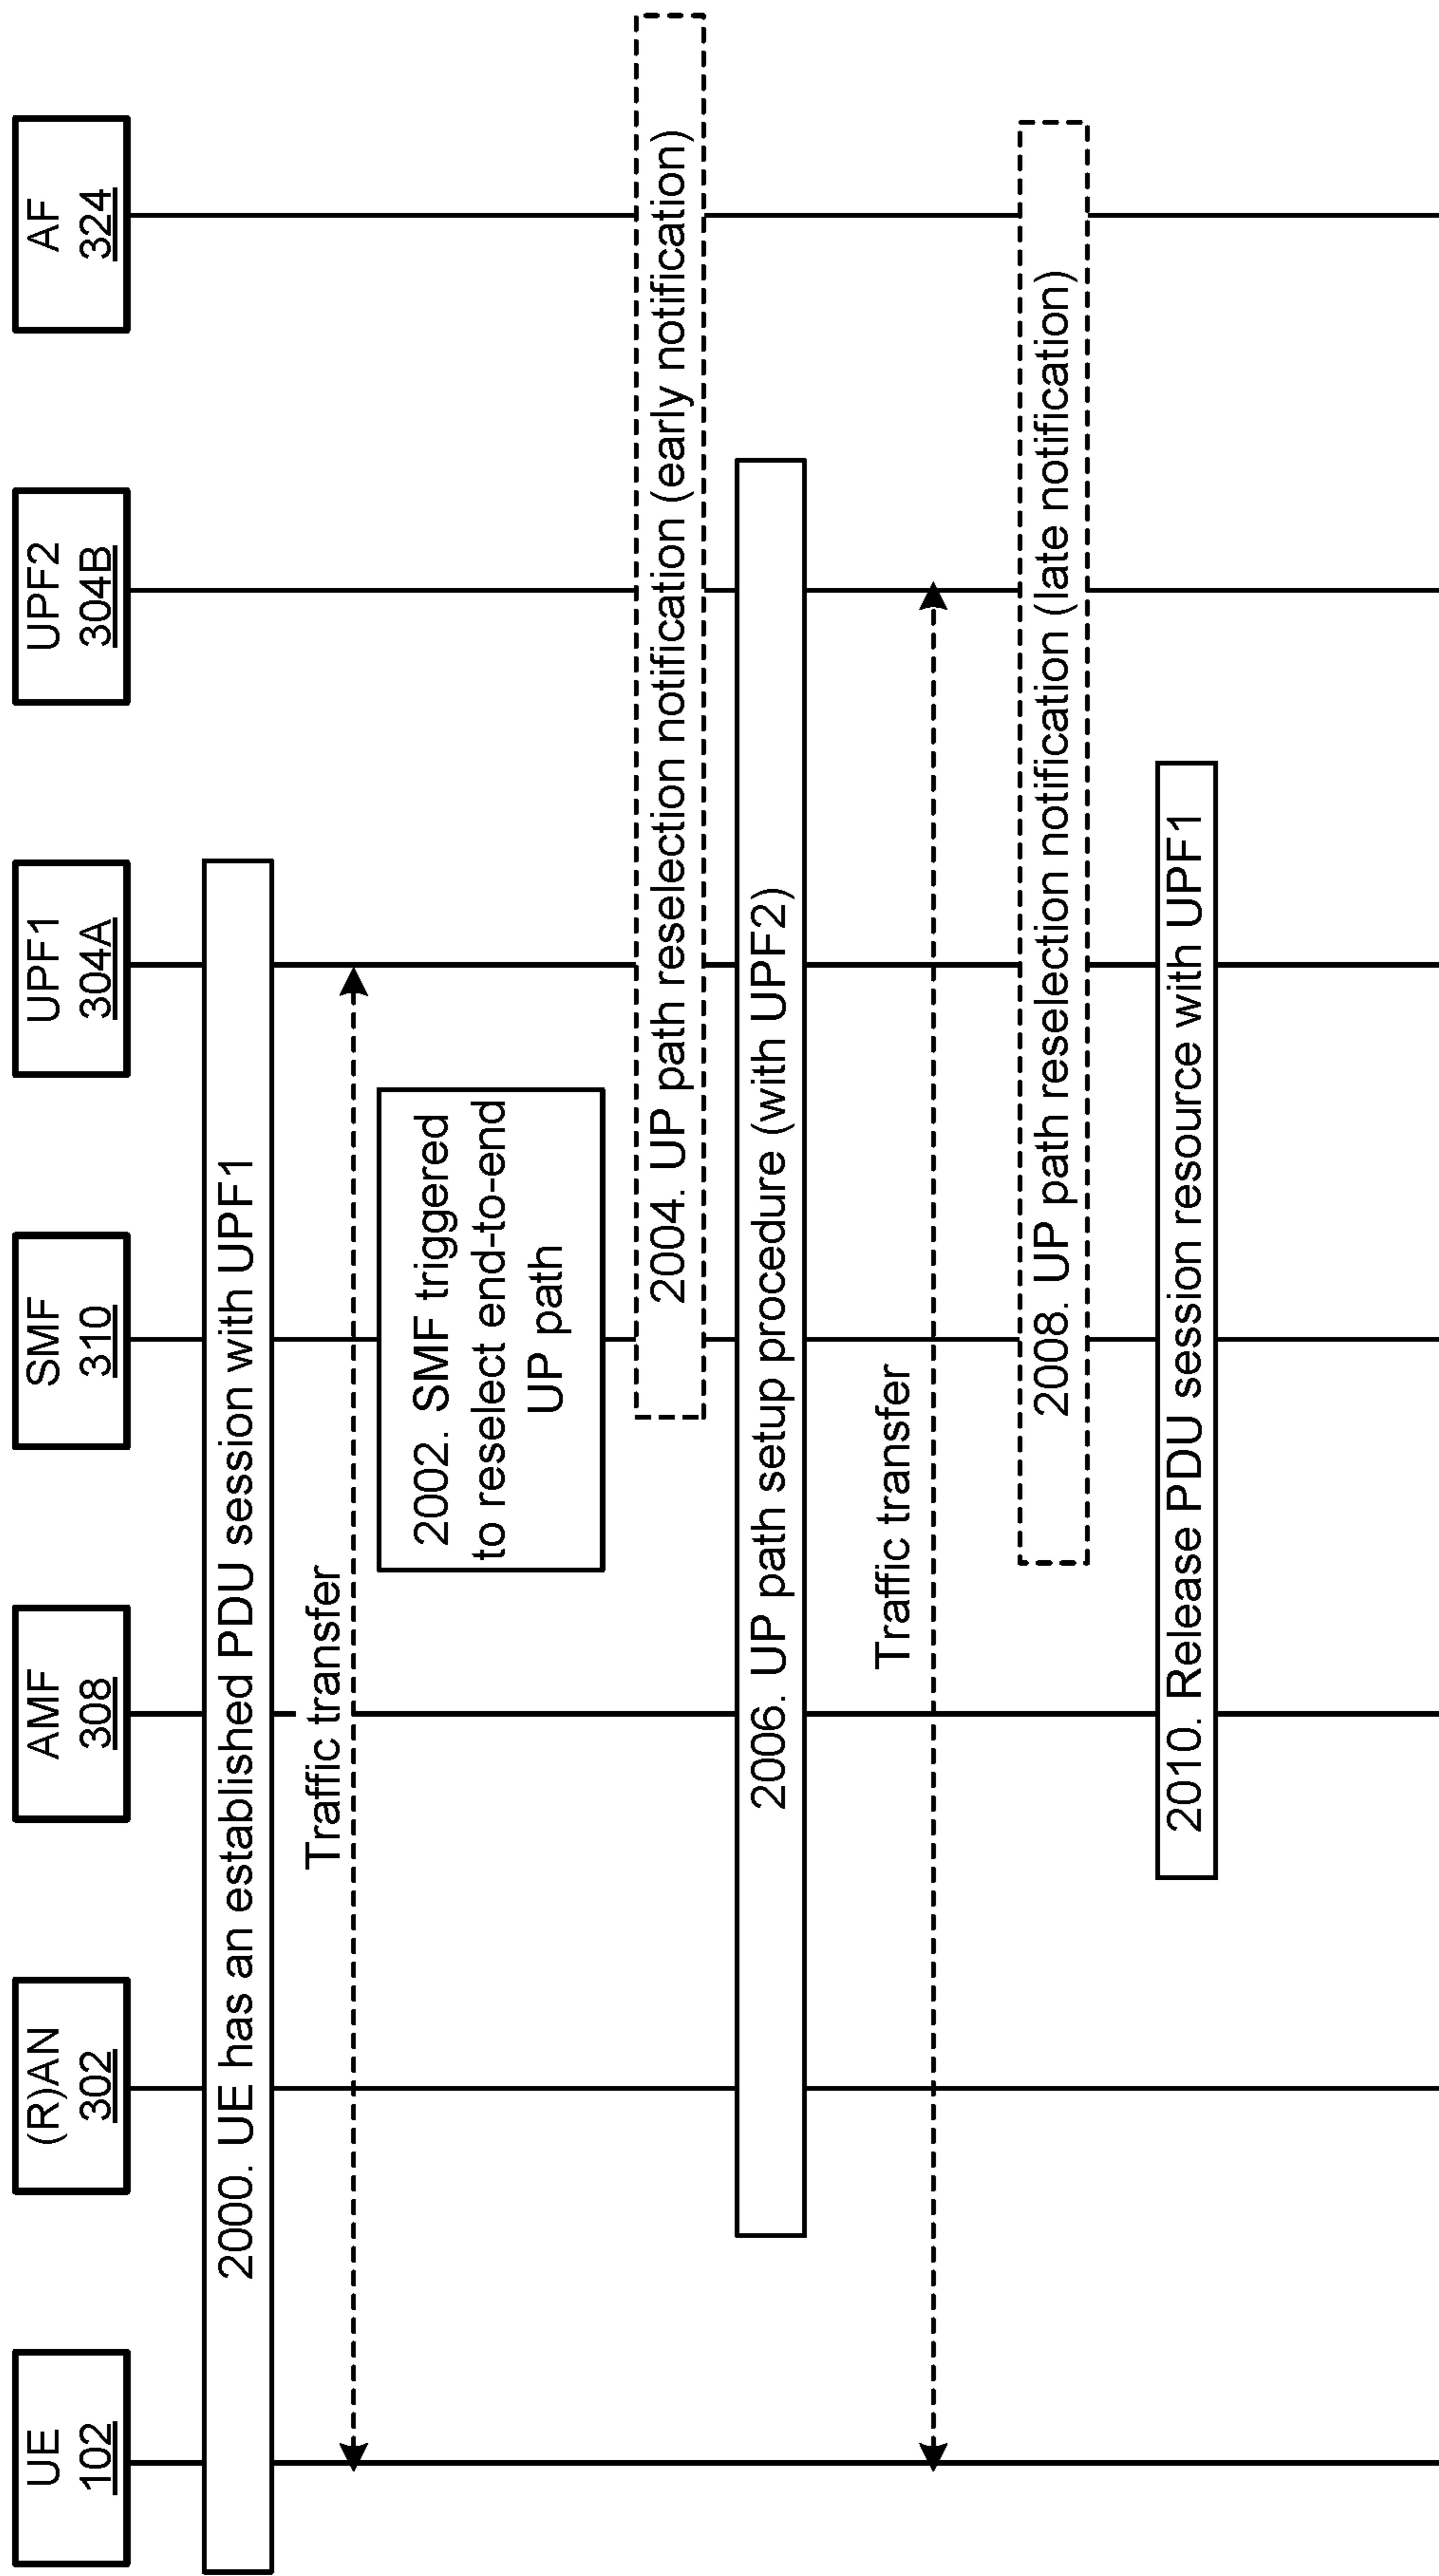 UE
102
(R)AN
302
AMF
308
SMF
310
UPF1
304A
UPF2
304B
AF
324
2000. UE has an established PDU session with UPF1
Traffic transfer
2002. SMF triggered
to reselect end-to-end
UP path
2004. UP path reselection notification (early notification)
2006. UP path setup procedure (with UPF2)
Traffic transfer
2008. UP path reselection notification (late notification)
2010. Release PDU session resource with UPF1